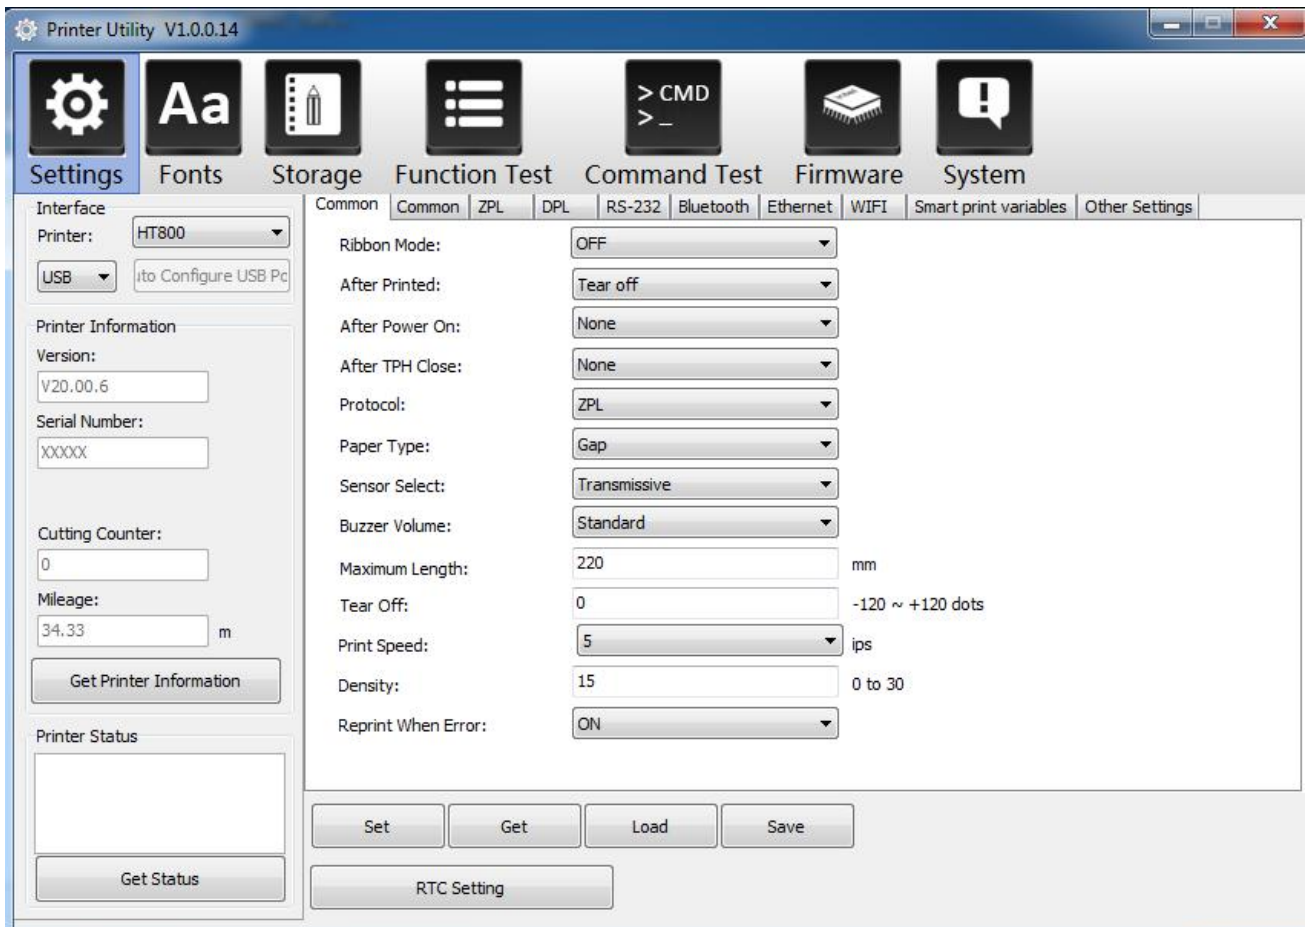 Printer Utility V1.0.0.14
Aa
> CMD
> _
Settings Fonts Storage Function Test Command Test Firmware System
Interface
Printer: HT800
USB ito Configure USB Pc
Printer Information
Version:
V20.00.6
Serial Number:
XXXXX
Cutting Counter:
0
Mileage:
34.33 m
Get Printer Information
Printer Status
Get Status
Common Common ZPL DPL RS-232 Bluetooth Ethernet WIFI Smart print variables Other Settings
Ribbon Mode: OFF
After Printed: Tear off
After Power On: None
After TPH Close: None
Protocol: ZPL
Paper Type: Gap
Sensor Select: Transmissive
Buzzer Volume: Standard
Maximum Length: 220 mm
Tear Off: 0 -120 ~ +120 dots
Print Speed: 5 ips
Density: 15 0 to 30
Reprint When Error: ON
Set Get Load Save
RTC Setting